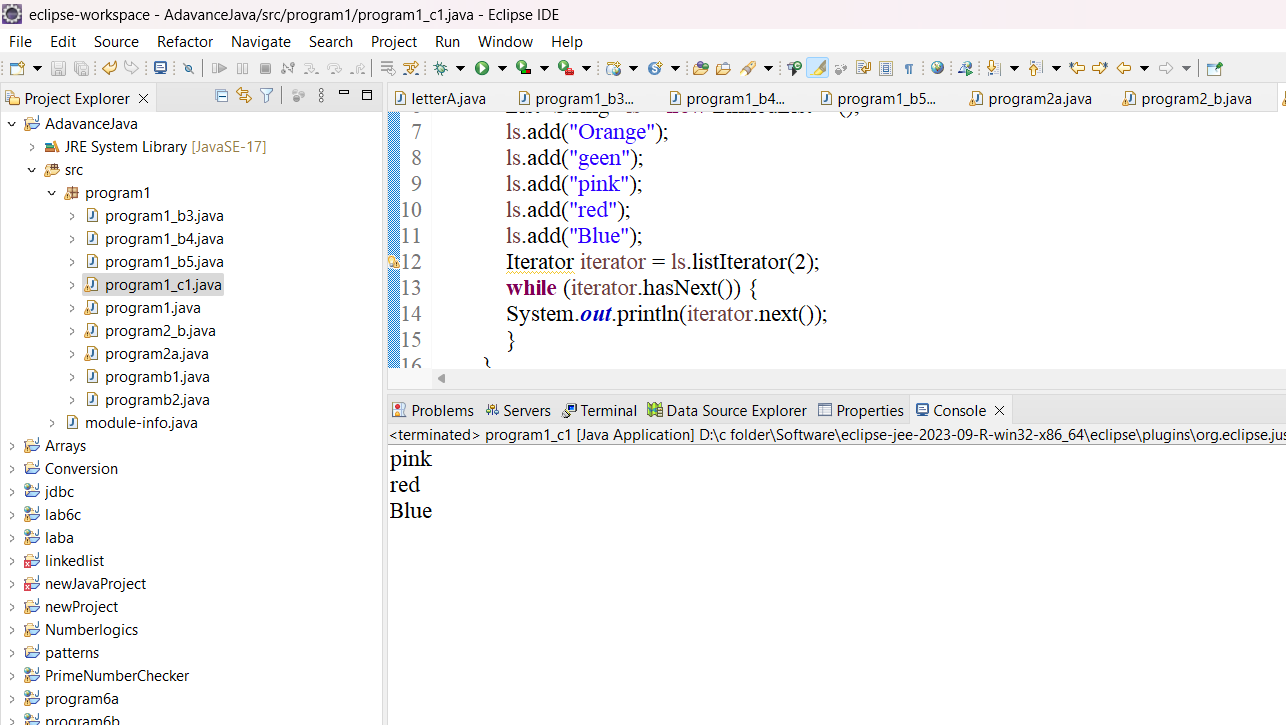 eclipse-workspace - AdavanceJava/src/program1/program1_c1.java - Eclipse IDE
File Edit Source Refactor Navigate Search Project Run Window Help
Project Explorer
letterA.java program1_b3... program1_b4... program1_b5... program2a.java program2_b.java
AdavanceJava
JRE System Library [JavaSE-17]
src
program1
program1_b3.java
program1_b4.java
program1_b5.java
program1_c1.java
program1.java
program2_b.java
program2a.java
programb1.java
programb2.java
module-info.java
Arrays
Conversion
jdbc
lab6c
laba
linkedlist
newJavaProject
newProject
Numberlogics
patterns
PrimeNumberChecker
program6a
program6b
7 ls.add("Orange");
8 ls.add("geen");
9 ls.add("pink");
10 ls.add("red");
11 ls.add("Blue");
12 Iterator iterator = ls.listIterator(2);
13 while (iterator.hasNext()) {
14 System.out.println(iterator.next());
15 }
16 }
Problems Servers Terminal Data Source Explorer Properties Console
<terminated> program1_c1 [Java Application] D:\c folder\Software\eclipse-jee-2023-09-R-win32-x86_64\eclipse\plugins\org.eclipse.jus
pink
red
Blue